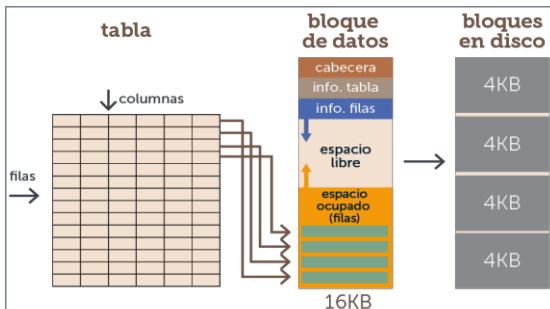 tabla
columnas
filas
bloque
de datos
cabecera
info. tabla
info. filas
espacio
libre
espacio
ocupado
(filas)
16KB
bloques
en disco
4KB
4KB
4KB
4KB